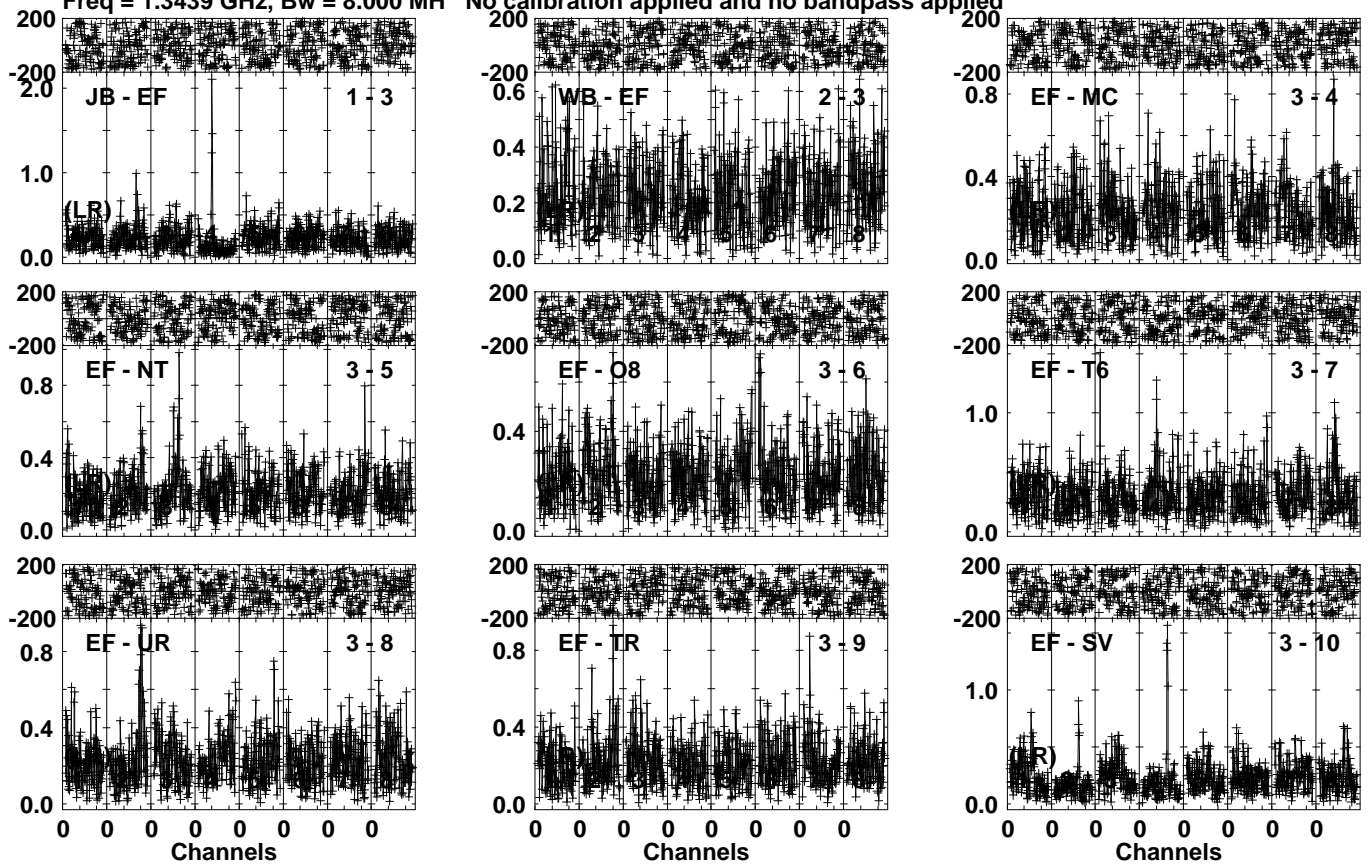 Freq = 1.3439 GHz, Bw = 8.000 MH No calibration applied and no bandpass applied
200 200 200
-200 -200 -200
JB - EF 1 - 3 WB - EF 2 - 3 EF - MC 3 - 4
2.0 0.6 0.8
1.0 0.4 0.4
(LR)
0.2
0.0 0.0 0.0
200 200 200
-200 -200 -200
EF - NT 3 - 5 EF - O8 3 - 6 EF - T6 3 - 7
0.8 0.4 1.0
0.4
0.0 0.0 0.0
200 200 200
-200 -200 -200
EF - UR 3 - 8 EF - TR 3 - 9 EF - SV 3 - 10
0.8 0.8 1.0
0.4 0.4
(LR)
0.0 0.0 0.0
0 0 0 0 0 0 0 0 0 0 0 0 0 0 0 0 0 0 0 0 0 0 0 0
Channels Channels Channels